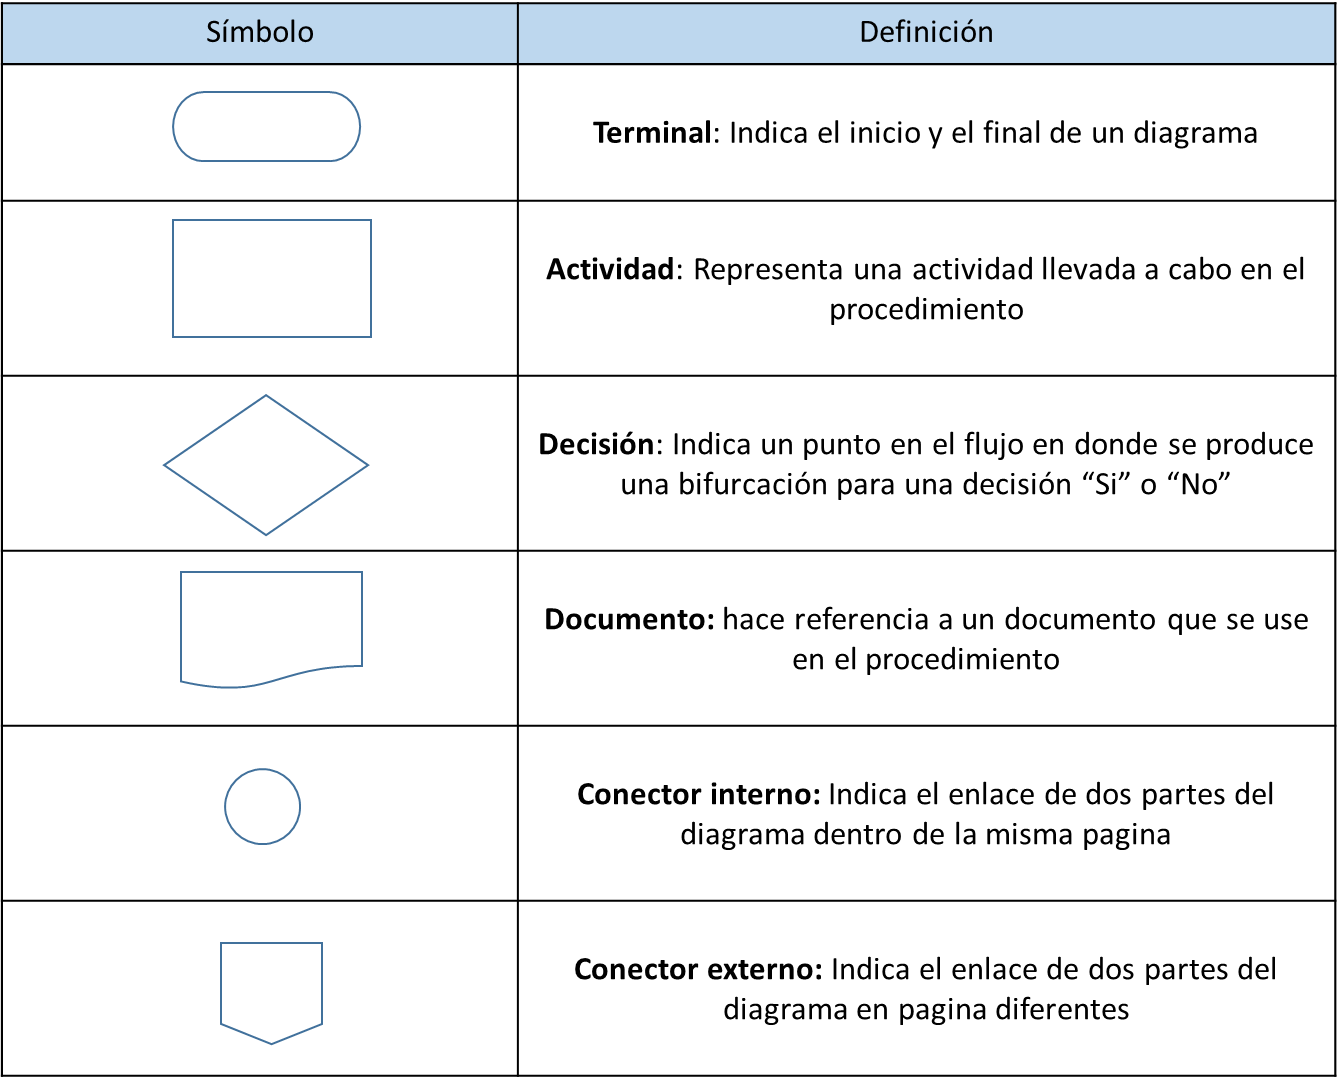 Símbolo
Definición
Terminal: Indica el inicio y el final de un diagrama
Actividad: Representa una actividad llevada a cabo en el
procedimiento
Decisión: Indica un punto en el flujo en donde se produce
una bifurcación para una decisión “Si” o “No”
Documento: hace referencia a un documento que se use
en el procedimiento
Conector interno: Indica el enlace de dos partes del
diagrama dentro de la misma pagina
Conector externo: Indica el enlace de dos partes del
diagrama en pagina diferentes